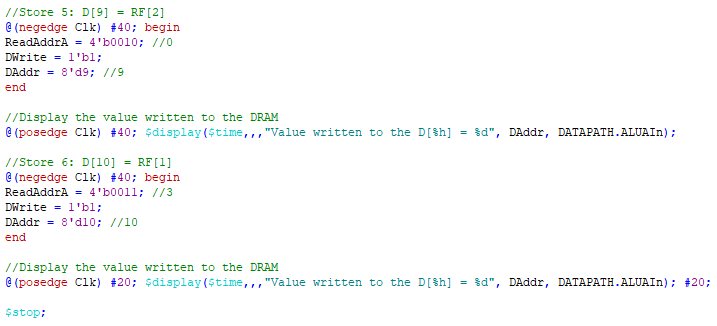 //Store 5: D[9] = RF[2]
@(negedge Clk) #40; begin
ReadAddrA = 4'b0010; //0
DWrite = 1'b1;
DAddr = 8'd9; //9
end
//Display the value written to the DRAM
@(posedge Clk) #40; $display($time,,,"Value written to the D[%h] = %d", DAddr, DATAPATH.ALUAIn);
//Store 6: D[10] = RF[1]
@(negedge Clk) #40; begin
ReadAddrA = 4'b0011; //3
DWrite = 1'b1;
DAddr = 8'd10; //10
end
//Display the value written to the DRAM
@(posedge Clk) #20; $display($time,,,"Value written to the D[%h] = %d", DAddr, DATAPATH.ALUAIn); #20;
$stop;